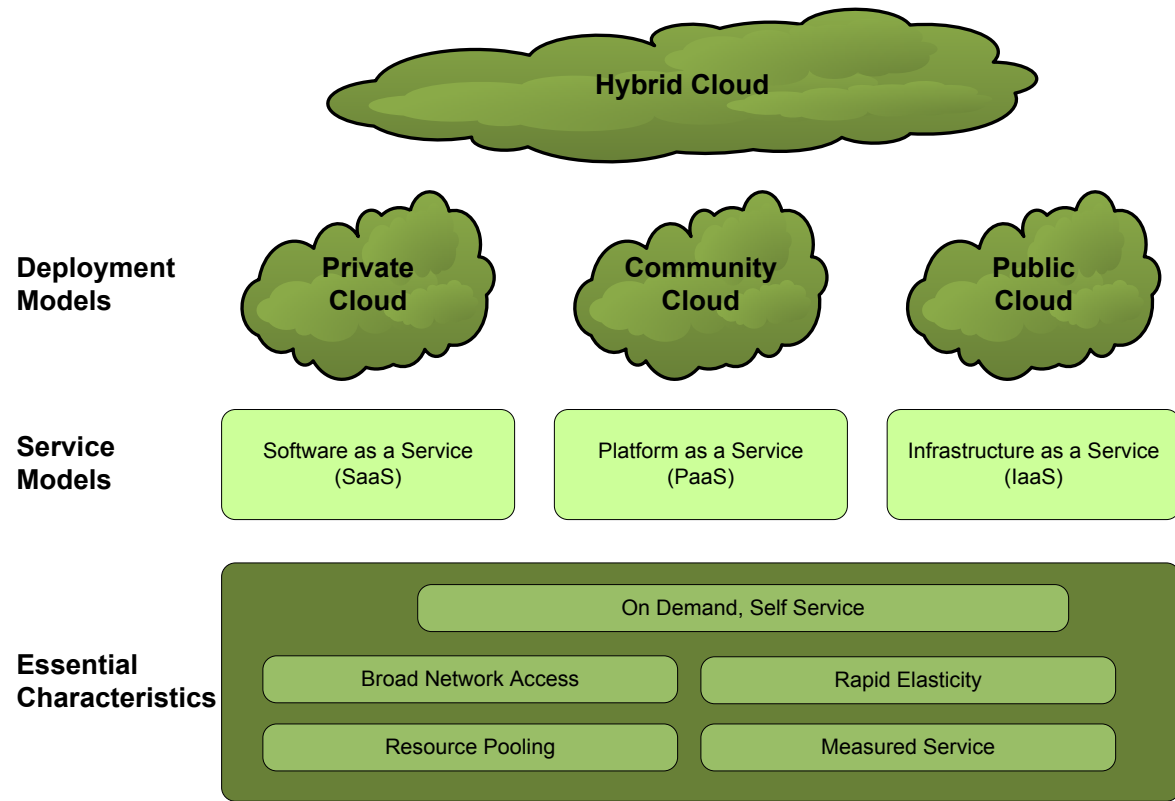 Hybrid Cloud
Deployment
Models
Private
Cloud
Community
Cloud
Public
Cloud
Service
Models
Software as a Service
(SaaS)
Platform as a Service
(PaaS)
Infrastructure as a Service
(IaaS)
Essential
Characteristics
On Demand, Self Service
Broad Network Access
Rapid Elasticity
Resource Pooling
Measured Service